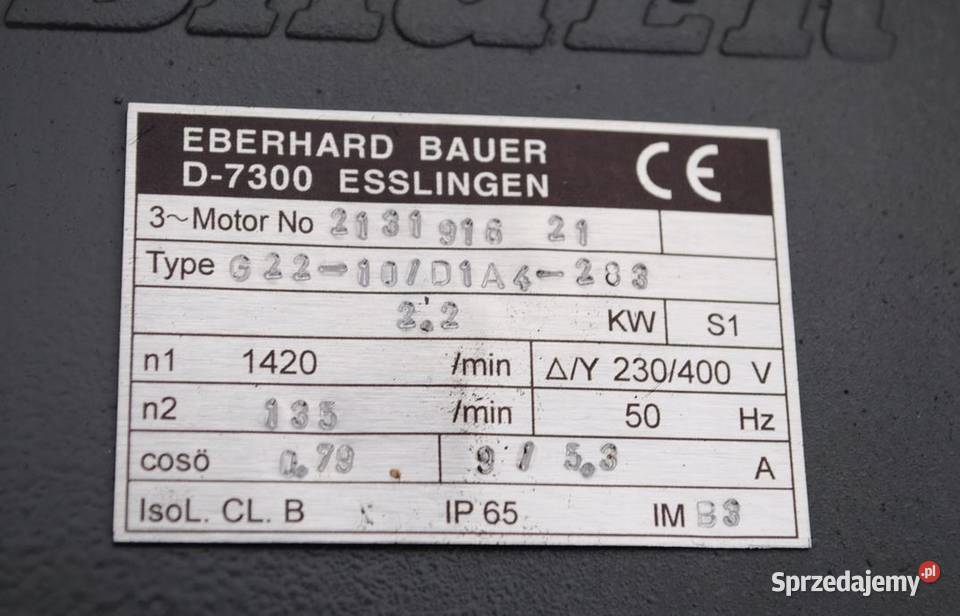 BAUER
EBERHARD BAUER
D-7300 ESSLINGEN
CE
3~Motor No 2131916 21
Type G22-10/D1A4-283
2.2 KW S1
n1 1420 /min Δ/Y 230/400 V
n2 135 /min 50 Hz
cosö 0.79 9 / 5.3 A
IsoL. CL. B IP 65 IM B3
Sprzedajemy.pl